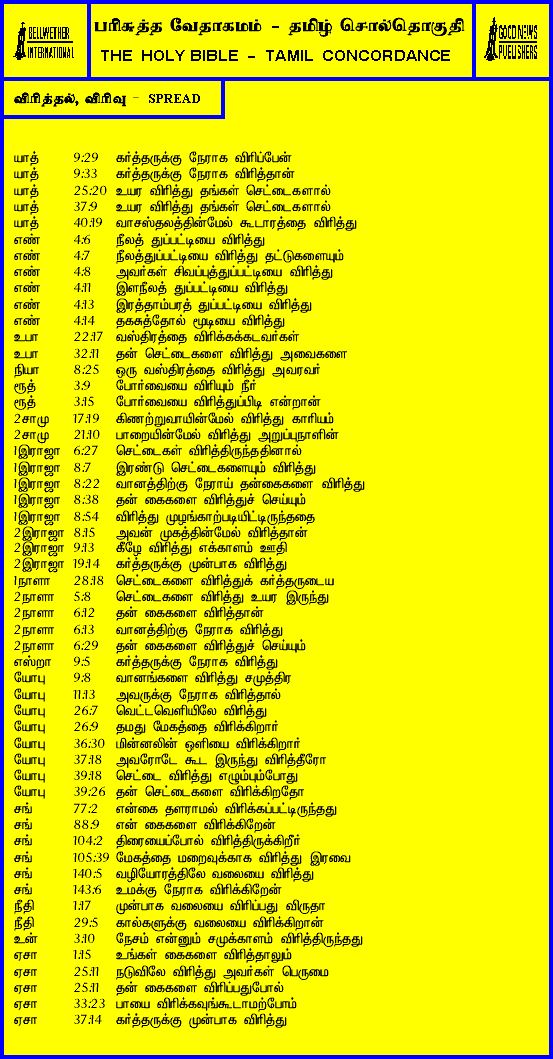 BELLWETHER
INTERNATIONAL
பரிசுத்த வேதாகமம் - தமிழ் சொல்தொகுதி
THE HOLY BIBLE - TAMIL CONCORDANCE
GOOD NEWS
PUBLISHERS
விரித்தல், விரிவு - SPREAD
யாத் 9:29 கர்த்தருக்கு நேராக விரிப்பேன்
யாத் 9:33 கர்த்தருக்கு நேராக விரித்தான்
யாத் 25:20 உயர விரித்து தங்கள் செட்டைகளால்
யாத் 37:9 உயர விரித்து தங்கள் செட்டைகளால்
யாத் 40:19 வாசஸ்தலத்தின்மேல் கூடாரத்தை விரித்து
எண் 4:6 நீலத் துப்பட்டியை விரித்து
எண் 4:7 நீலத்துப்பட்டியை விரித்து தட்டுகளையும்
எண் 4:8 அவர்கள் சிவப்புத்துப்பட்டியை விரித்து
எண் 4:11 இளநீலத் துப்பட்டியை விரித்து
எண் 4:13 இரத்தாம்பரத் துப்பட்டியை விரித்து
எண் 4:14 தகசுத்தோல் மூடியை விரித்து
உபா 22:17 வஸ்திரத்தை விரிக்கக்கடவர்கள்
உபா 32:11 தன் செட்டைகளை விரித்து அவைகளை
நியா 8:25 ஒரு வஸ்திரத்தை விரித்து அவரவர்
ரூத் 3:9 போர்வையை விரியும் நீர்
ரூத் 3:15 போர்வையை விரித்துப்பிடி என்றான்
2சாமு 17:19 கிணற்றுவாயின்மேல் விரித்து காரியம்
2சாமு 21:10 பாறையின்மேல் விரித்து அறுப்புநாளின்
1இராஜா 6:27 செட்டைகள் விரித்திருந்ததினால்
1இராஜா 8:7 இரண்டு செட்டைகளையும் விரித்து
1இராஜா 8:22 வானத்திற்கு நேராய் தன்கைகளை விரித்து
1இராஜா 8:38 தன் கைகளை விரித்துச் செய்யும்
1இராஜா 8:54 விரித்து முழங்காற்படியிட்டிருந்ததை
2இராஜா 8:15 அவன் முகத்தின்மேல் விரித்தான்
2இராஜா 9:13 கீழே விரித்து எக்காளம் ஊதி
2இராஜா 19:14 கர்த்தருக்கு முன்பாக விரித்து
1நாளா 28:18 செட்டைகளை விரித்துக் கர்த்தருடைய
2நாளா 5:8 செட்டைகளை விரித்து உயர இருந்து
2நாளா 6:12 தன் கைகளை விரித்தான்
2நாளா 6:13 வானத்திற்கு நேராக விரித்து
2நாளா 6:29 தன் கைகளை விரித்துச் செய்யும்
எஸ்றா 9:5 கர்த்தருக்கு நேராக விரித்து
யோபு 9:8 வானங்களை விரித்து சமுத்திர
யோபு 11:13 அவருக்கு நேராக விரித்தால்
யோபு 26:7 வெட்டவெளியிலே விரித்து
யோபு 26:9 தமது மேகத்தை விரிக்கிறார்
யோபு 36:30 மின்னலின் ஒளியை விரிக்கிறார்
யோபு 37:18 அவரோடே கூட இருந்து விரித்தீரோ
யோபு 39:18 செட்டை விரித்து எழும்பும்போது
யோபு 39:26 தன் செட்டைகளை விரிக்கிறதோ
சங் 77:2 என்கை தளராமல் விரிக்கப்பட்டிருந்தது
சங் 88:9 என் கைகளை விரிக்கிறேன்
சங் 104:2 திரையைப்போல் விரித்திருக்கிறீர்
சங் 105:39 மேகத்தை மறைவுக்காக விரித்து இரவை
சங் 140:5 வழியோரத்திலே வலையை விரித்து
சங் 143:6 உமக்கு நேராக விரிக்கிறேன்
நீதி 1:17 முன்பாக வலையை விரிப்பது விருதா
நீதி 29:5 கால்களுக்கு வலையை விரிக்கிறான்
உன் 3:10 நேசம் என்னும் சமுக்காளம் விரித்திருந்தது
ஏசா 1:15 உங்கள் கைகளை விரித்தாலும்
ஏசா 25:11 நடுவிலே விரித்து அவர்கள் பெருமை
ஏசா 25:11 தன் கைகளை விரிப்பதுபோல்
ஏசா 33:23 பாயை விரிக்கவுங்கூடாமற்போம்
ஏசா 37:14 கர்த்தருக்கு முன்பாக விரித்து